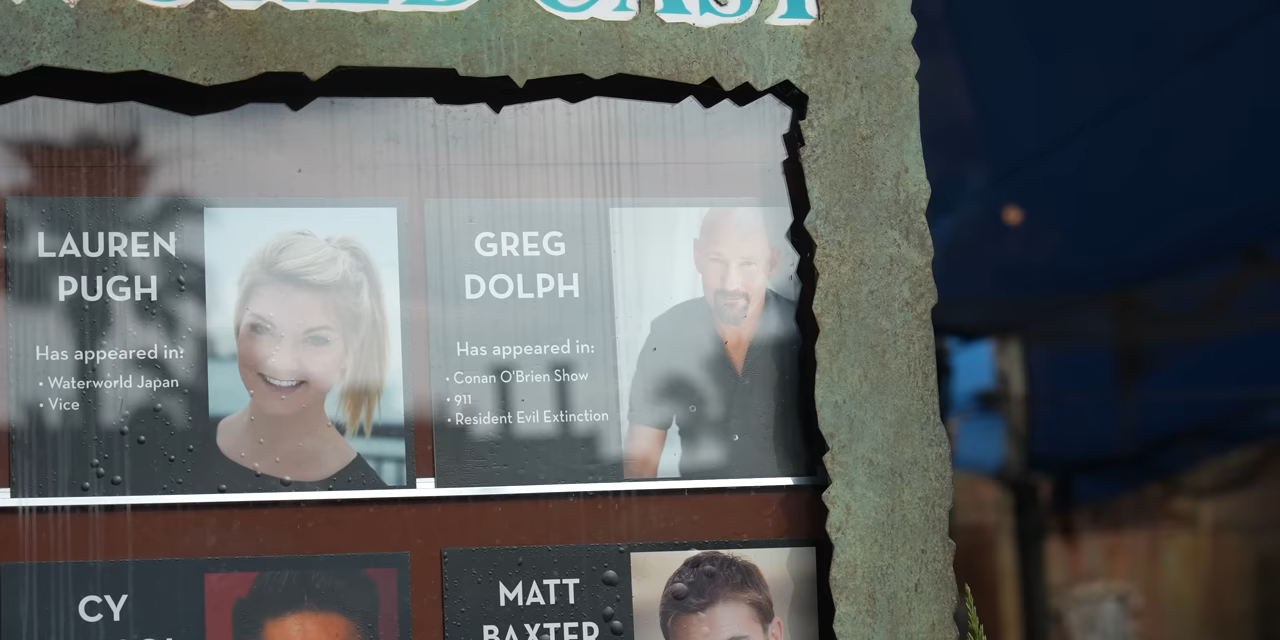 CAST
LAUREN
PUGH
Has appeared in:
• Waterworld Japan
• Vice
GREG
DOLPH
Has appeared in:
• Conan O'Brien Show
• 911
• Resident Evil Extinction
CY
MATT
BAXTER